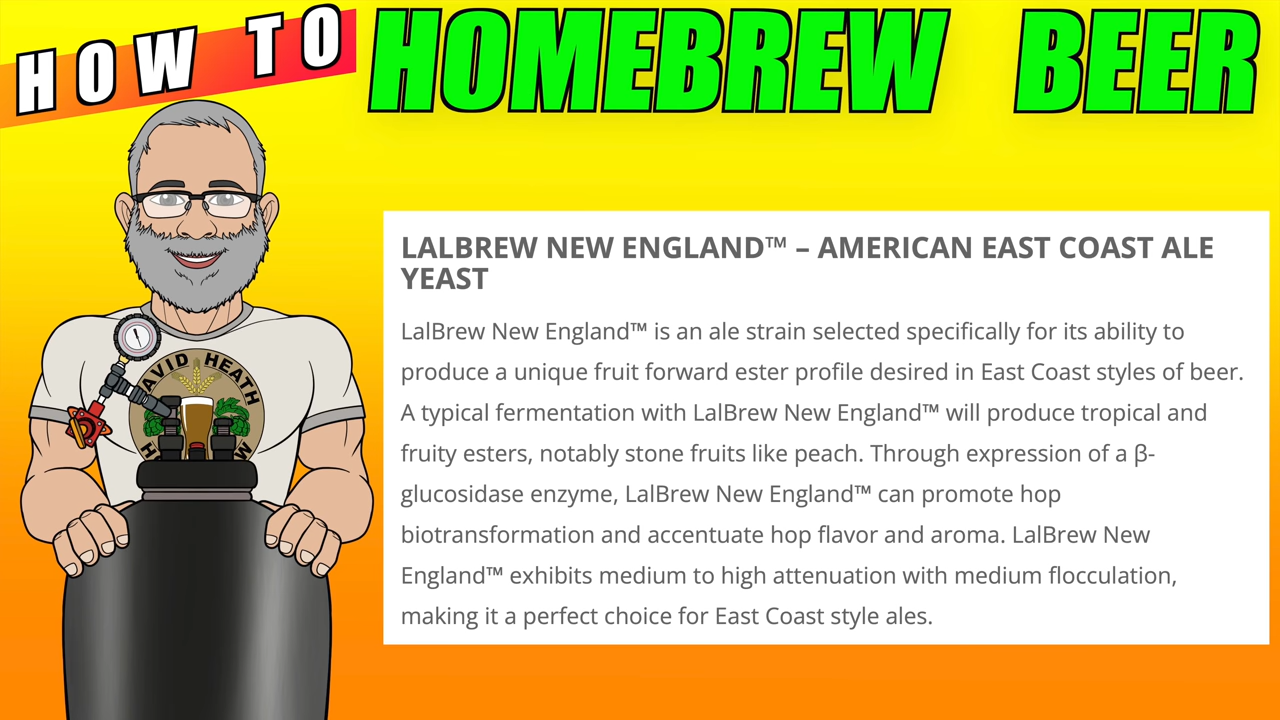 HOW TO HOMEBREW BEER
LALBREW NEW ENGLAND™ – AMERICAN EAST COAST ALE
YEAST
LalBrew New England™ is an ale strain selected specifically for its ability to
produce a unique fruit forward ester profile desired in East Coast styles of beer.
A typical fermentation with LalBrew New England™ will produce tropical and
fruity esters, notably stone fruits like peach. Through expression of a β-
glucosidase enzyme, LalBrew New England™ can promote hop
biotransformation and accentuate hop flavor and aroma. LalBrew New
England™ exhibits medium to high attenuation with medium flocculation,
making it a perfect choice for East Coast style ales.
HEATH